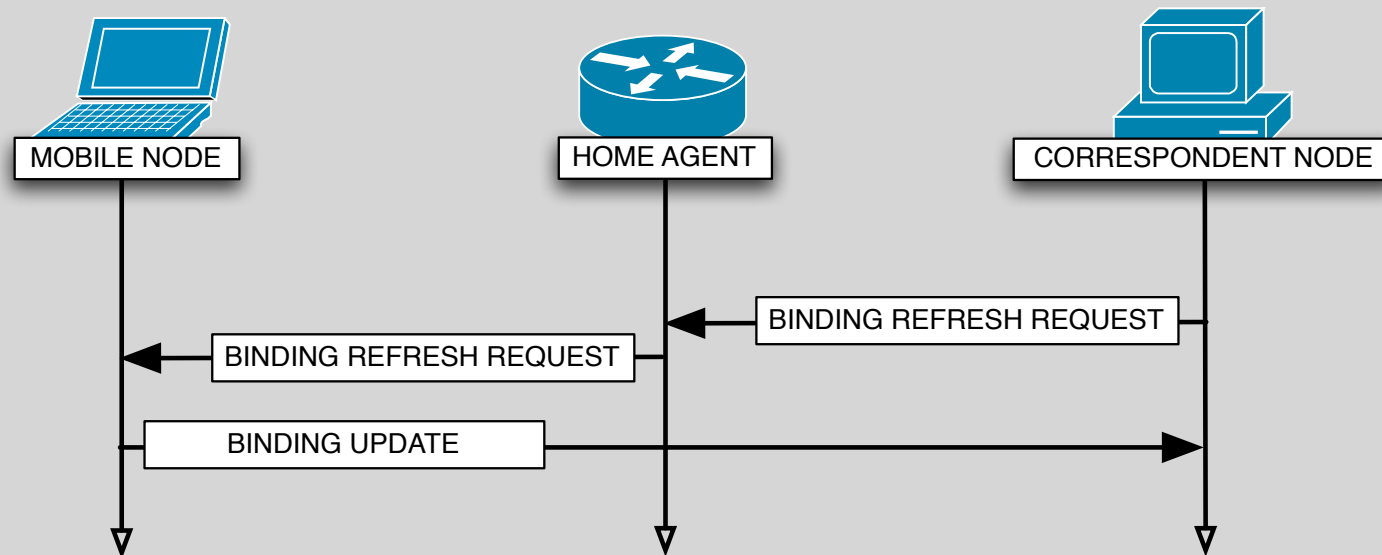 MOBILE NODE
HOME AGENT
CORRESPONDENT NODE
BINDING REFRESH REQUEST
BINDING REFRESH REQUEST
BINDING UPDATE